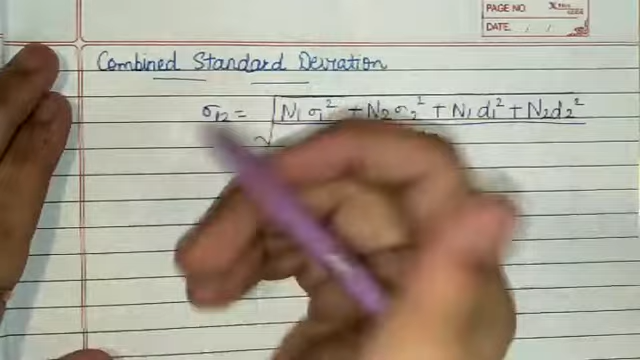 PAGE NO.
DATE: / /
Combined Standard Deviation
σ₁₂ = √ N₁σ₁² + N₂σ₂² + N₁d₁² + N₂d₂²